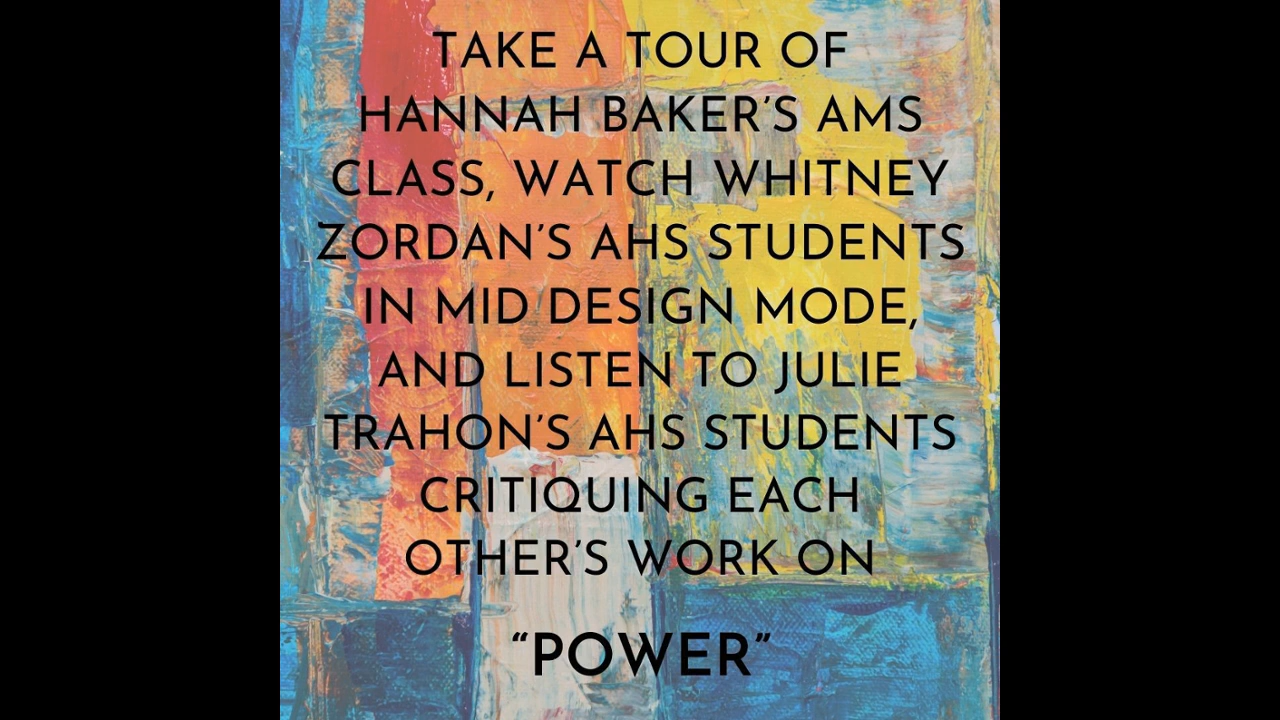 TAKE A TOUR OF
HANNAH BAKER'S AMS
CLASS, WATCH WHITNEY
ZORDAN'S AHS STUDENTS
IN MID DESIGN MODE,
AND LISTEN TO JULIE
TRAHON'S AHS STUDENTS
CRITIQUING EACH
OTHER'S WORK ON
“POWER”